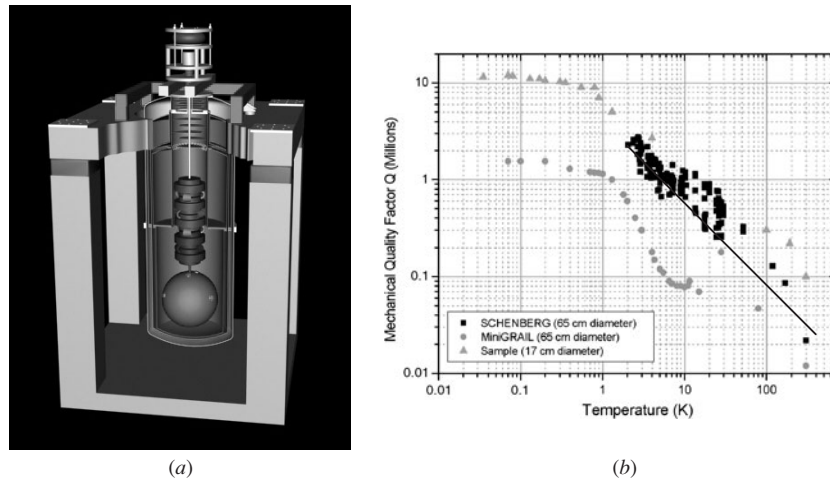 Mechanical Quality Factor Q (Millions)
10
1
0.1
0.01
SCHENBERG (65 cm diameter)
MiniGRAIL (65 cm diameter)
Sample (17 cm diameter)
0.01 0.1 1 10 100
Temperature (K)
(a) (b)